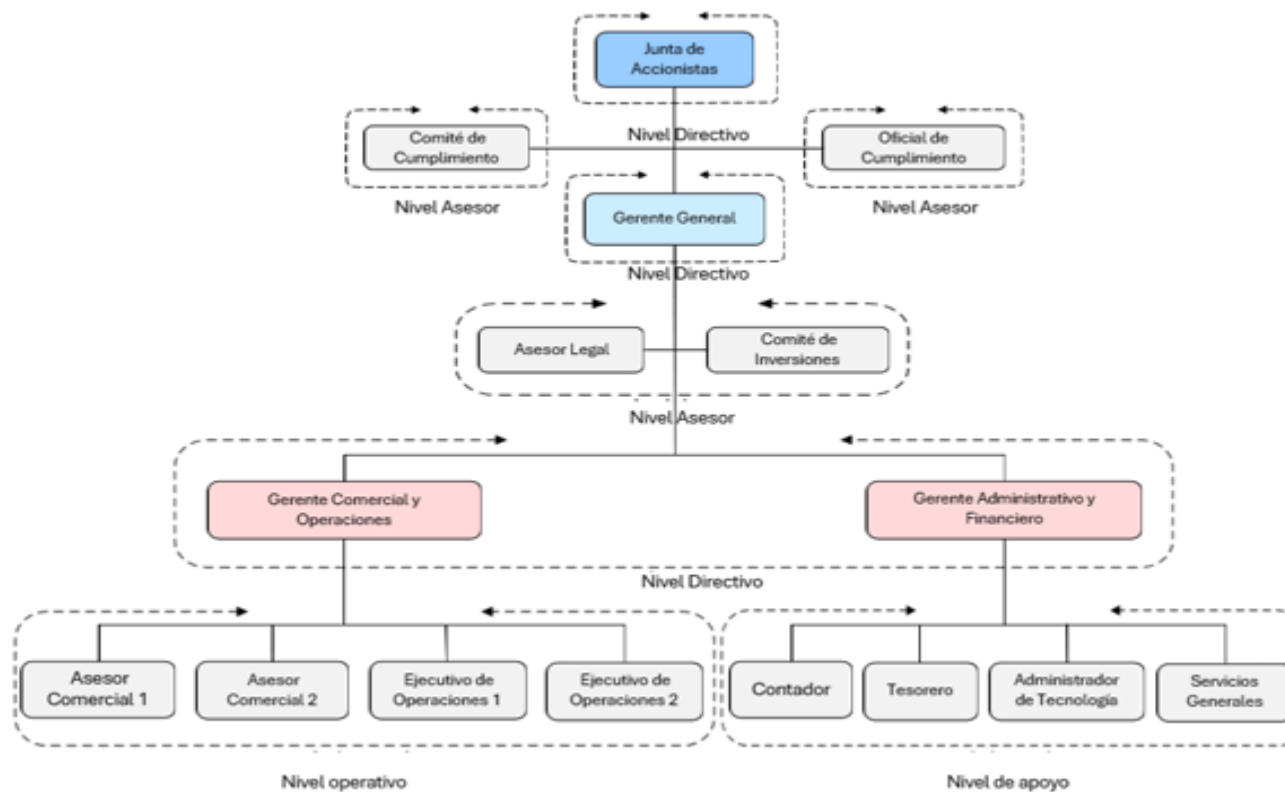 Junta de
Accionistas
Nivel Directivo
Comité de
Cumplimiento
Oficial de
Cumplimiento
Nivel Asesor
Nivel Asesor
Gerente General
Nivel Directivo
Asesor Legal
Comité de
Inversiones
Nivel Asesor
Gerente Comercial y
Operaciones
Gerente Administrativo y
Financiero
Nivel Directivo
Asesor
Comercial 1
Asesor
Comercial 2
Ejecutivo de
Operaciones 1
Ejecutivo de
Operaciones 2
Contador
Tesorero
Administrador
de Tecnología
Servicios
Generales
Nivel operativo
Nivel de apoyo